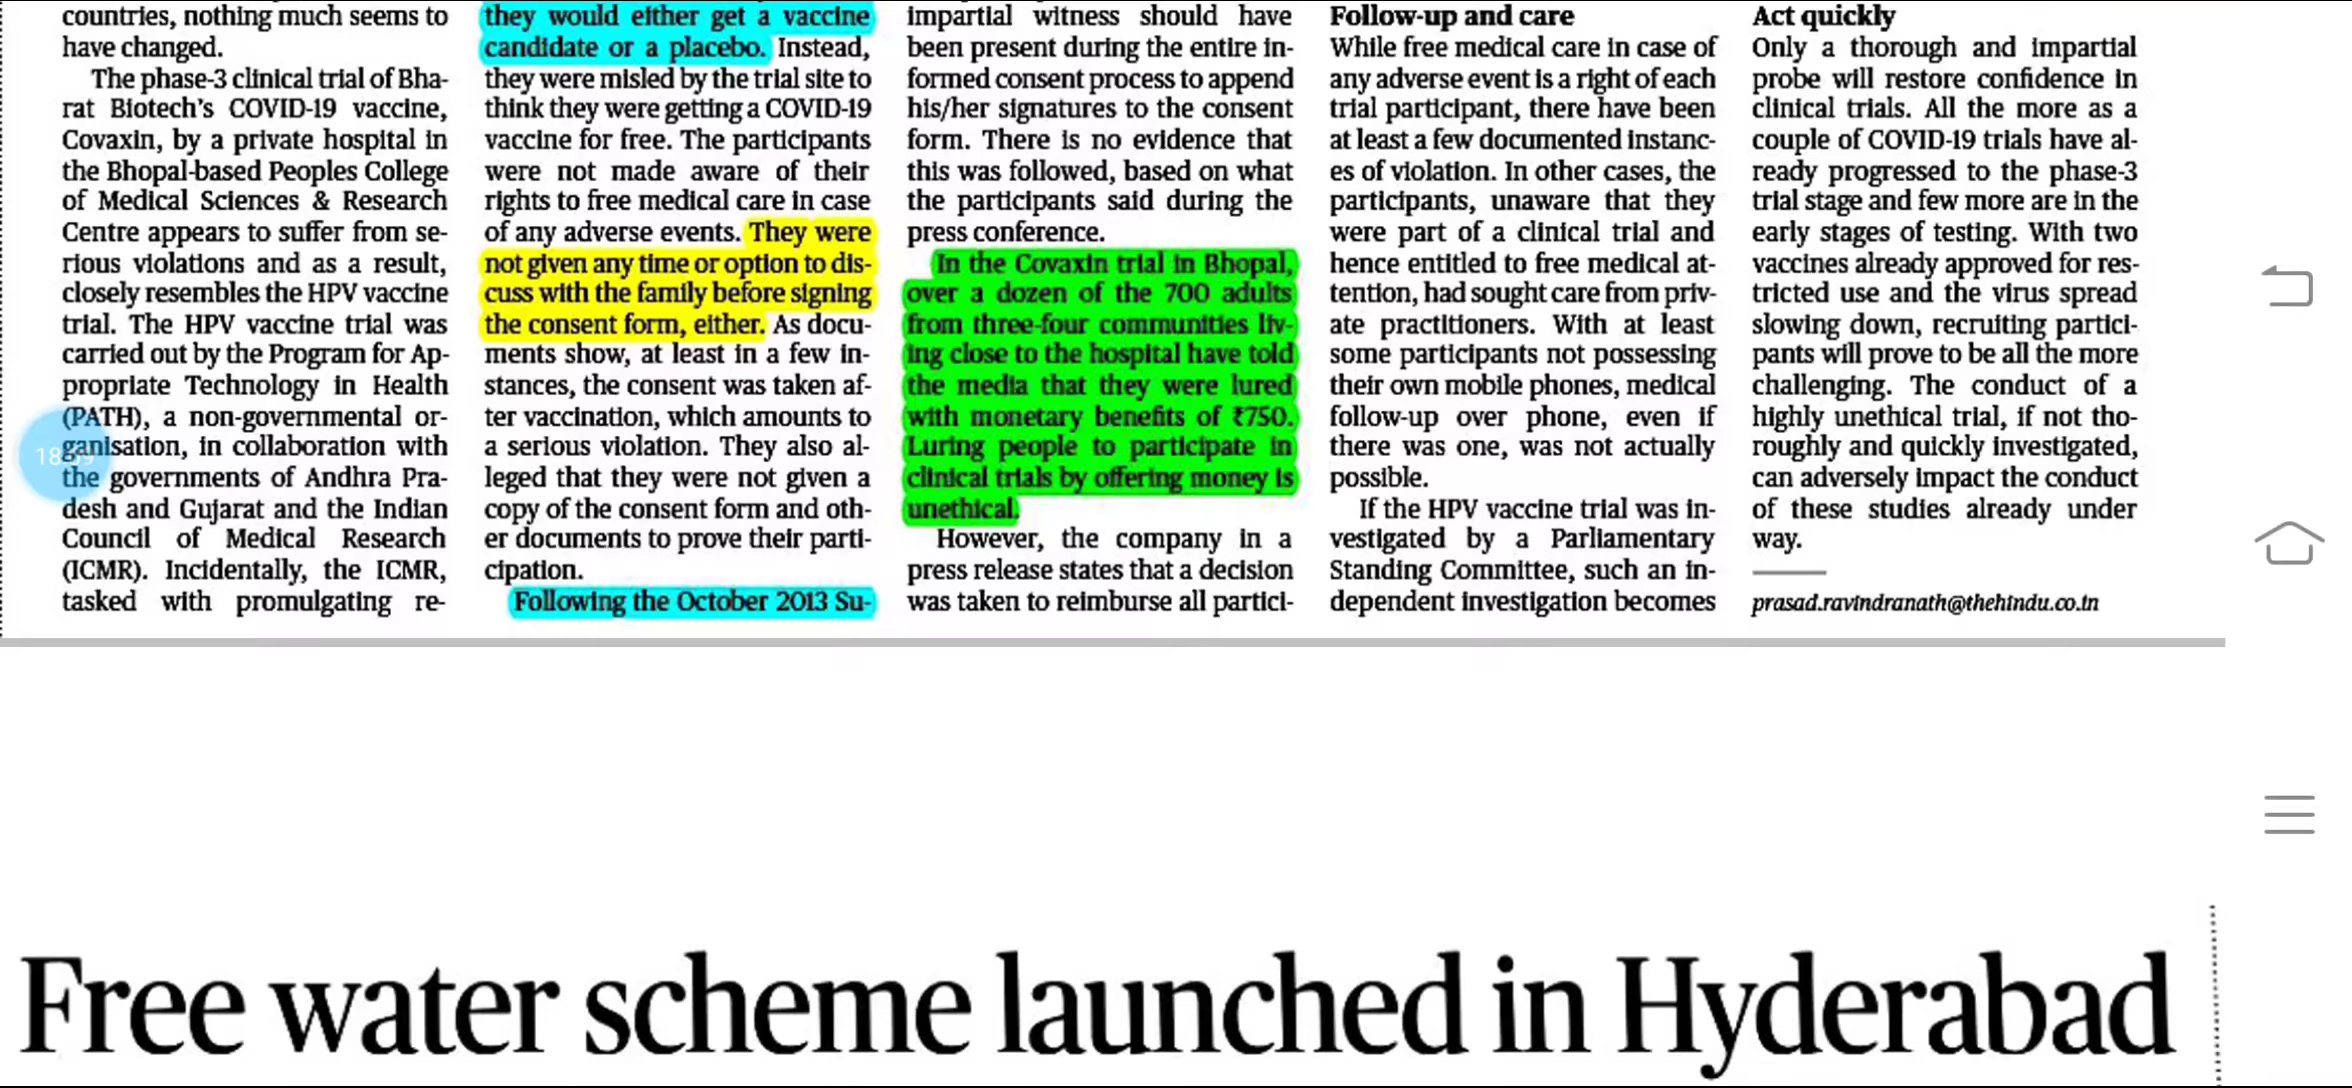 countries, nothing much seems to
have changed.
The phase-3 clinical trial of Bha-
rat Biotech's COVID-19 vaccine,
Covaxin, by a private hospital in
the Bhopal-based Peoples College
of Medical Sciences & Research
Centre appears to suffer from se-
rious violations and as a result,
closely resembles the HPV vaccine
trial. The HPV vaccine trial was
carried out by the Program for Ap-
propriate Technology in Health
(PATH), a non-governmental or-
ganisation, in collaboration with
the governments of Andhra Pra-
desh and Gujarat and the Indian
Council of Medical Research
(ICMR). Incidentally, the ICMR,
tasked with promulgating re-
they would either get a vaccine
candidate or a placebo. Instead,
they were misled by the trial site to
think they were getting a COVID-19
vaccine for free. The participants
were not made aware of their
rights to free medical care in case
of any adverse events. They were
not given any time or option to dis-
cuss with the family before signing
the consent form, either. As docu-
ments show, at least in a few in-
stances, the consent was taken af-
ter vaccination, which amounts to
a serious violation. They also al-
leged that they were not given a
copy of the consent form and oth-
er documents to prove their parti-
cipation.
Following the October 2013 Su-
impartial witness should have
been present during the entire in-
formed consent process to append
his/her signatures to the consent
form. There is no evidence that
this was followed, based on what
the participants said during the
press conference.
In the Covaxin trial in Bhopal,
over a dozen of the 700 adults
from three-four communities liv-
ing close to the hospital have told
the media that they were lured
with monetary benefits of ₹750.
Luring people to participate in
clinical trials by offering money is
unethical.
However, the company in a
press release states that a decision
was taken to reimburse all partici-
Follow-up and care
While free medical care in case of
any adverse event is a right of each
trial participant, there have been
at least a few documented instanc-
es of violation. In other cases, the
participants, unaware that they
were part of a clinical trial and
hence entitled to free medical at-
tention, had sought care from priv-
ate practitioners. With at least
some participants not possessing
their own mobile phones, medical
follow-up over phone, even if
there was one, was not actually
possible.
If the HPV vaccine trial was in-
vestigated by a Parliamentary
Standing Committee, such an in-
dependent investigation becomes
Act quickly
Only a thorough and impartial
probe will restore confidence in
clinical trials. All the more as a
couple of COVID-19 trials have al-
ready progressed to the phase-3
trial stage and few more are in the
early stages of testing. With two
vaccines already approved for res-
tricted use and the virus spread
slowing down, recruiting partici-
pants will prove to be all the more
challenging. The conduct of a
highly unethical trial, if not tho-
roughly and quickly investigated,
can adversely impact the conduct
of these studies already under
way.
prasad.ravindranath@thehindu.co.in
Free water scheme launched in Hyderabad